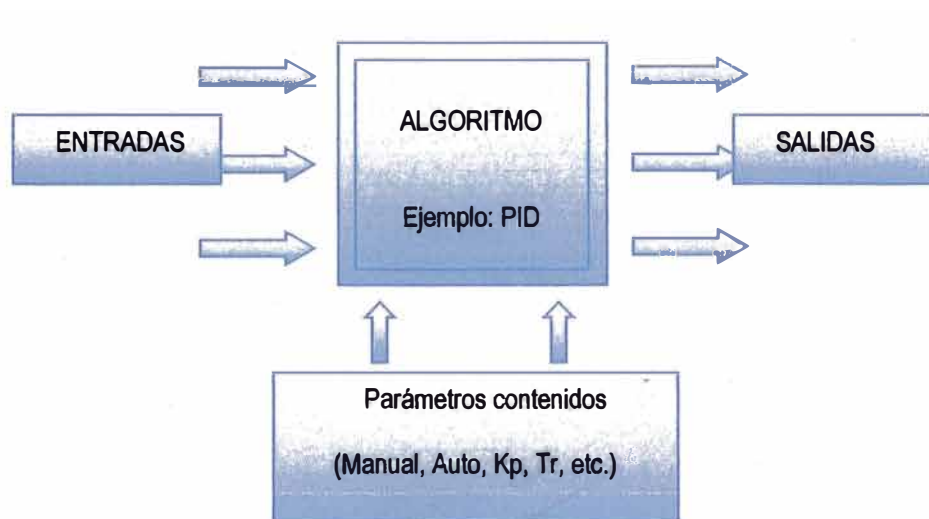 ENTRADAS
ALGORITMO
Ejemplo: PID
SALIDAS
Parámetros contenidos
(Manual, Auto, Kp, Tr, etc.)